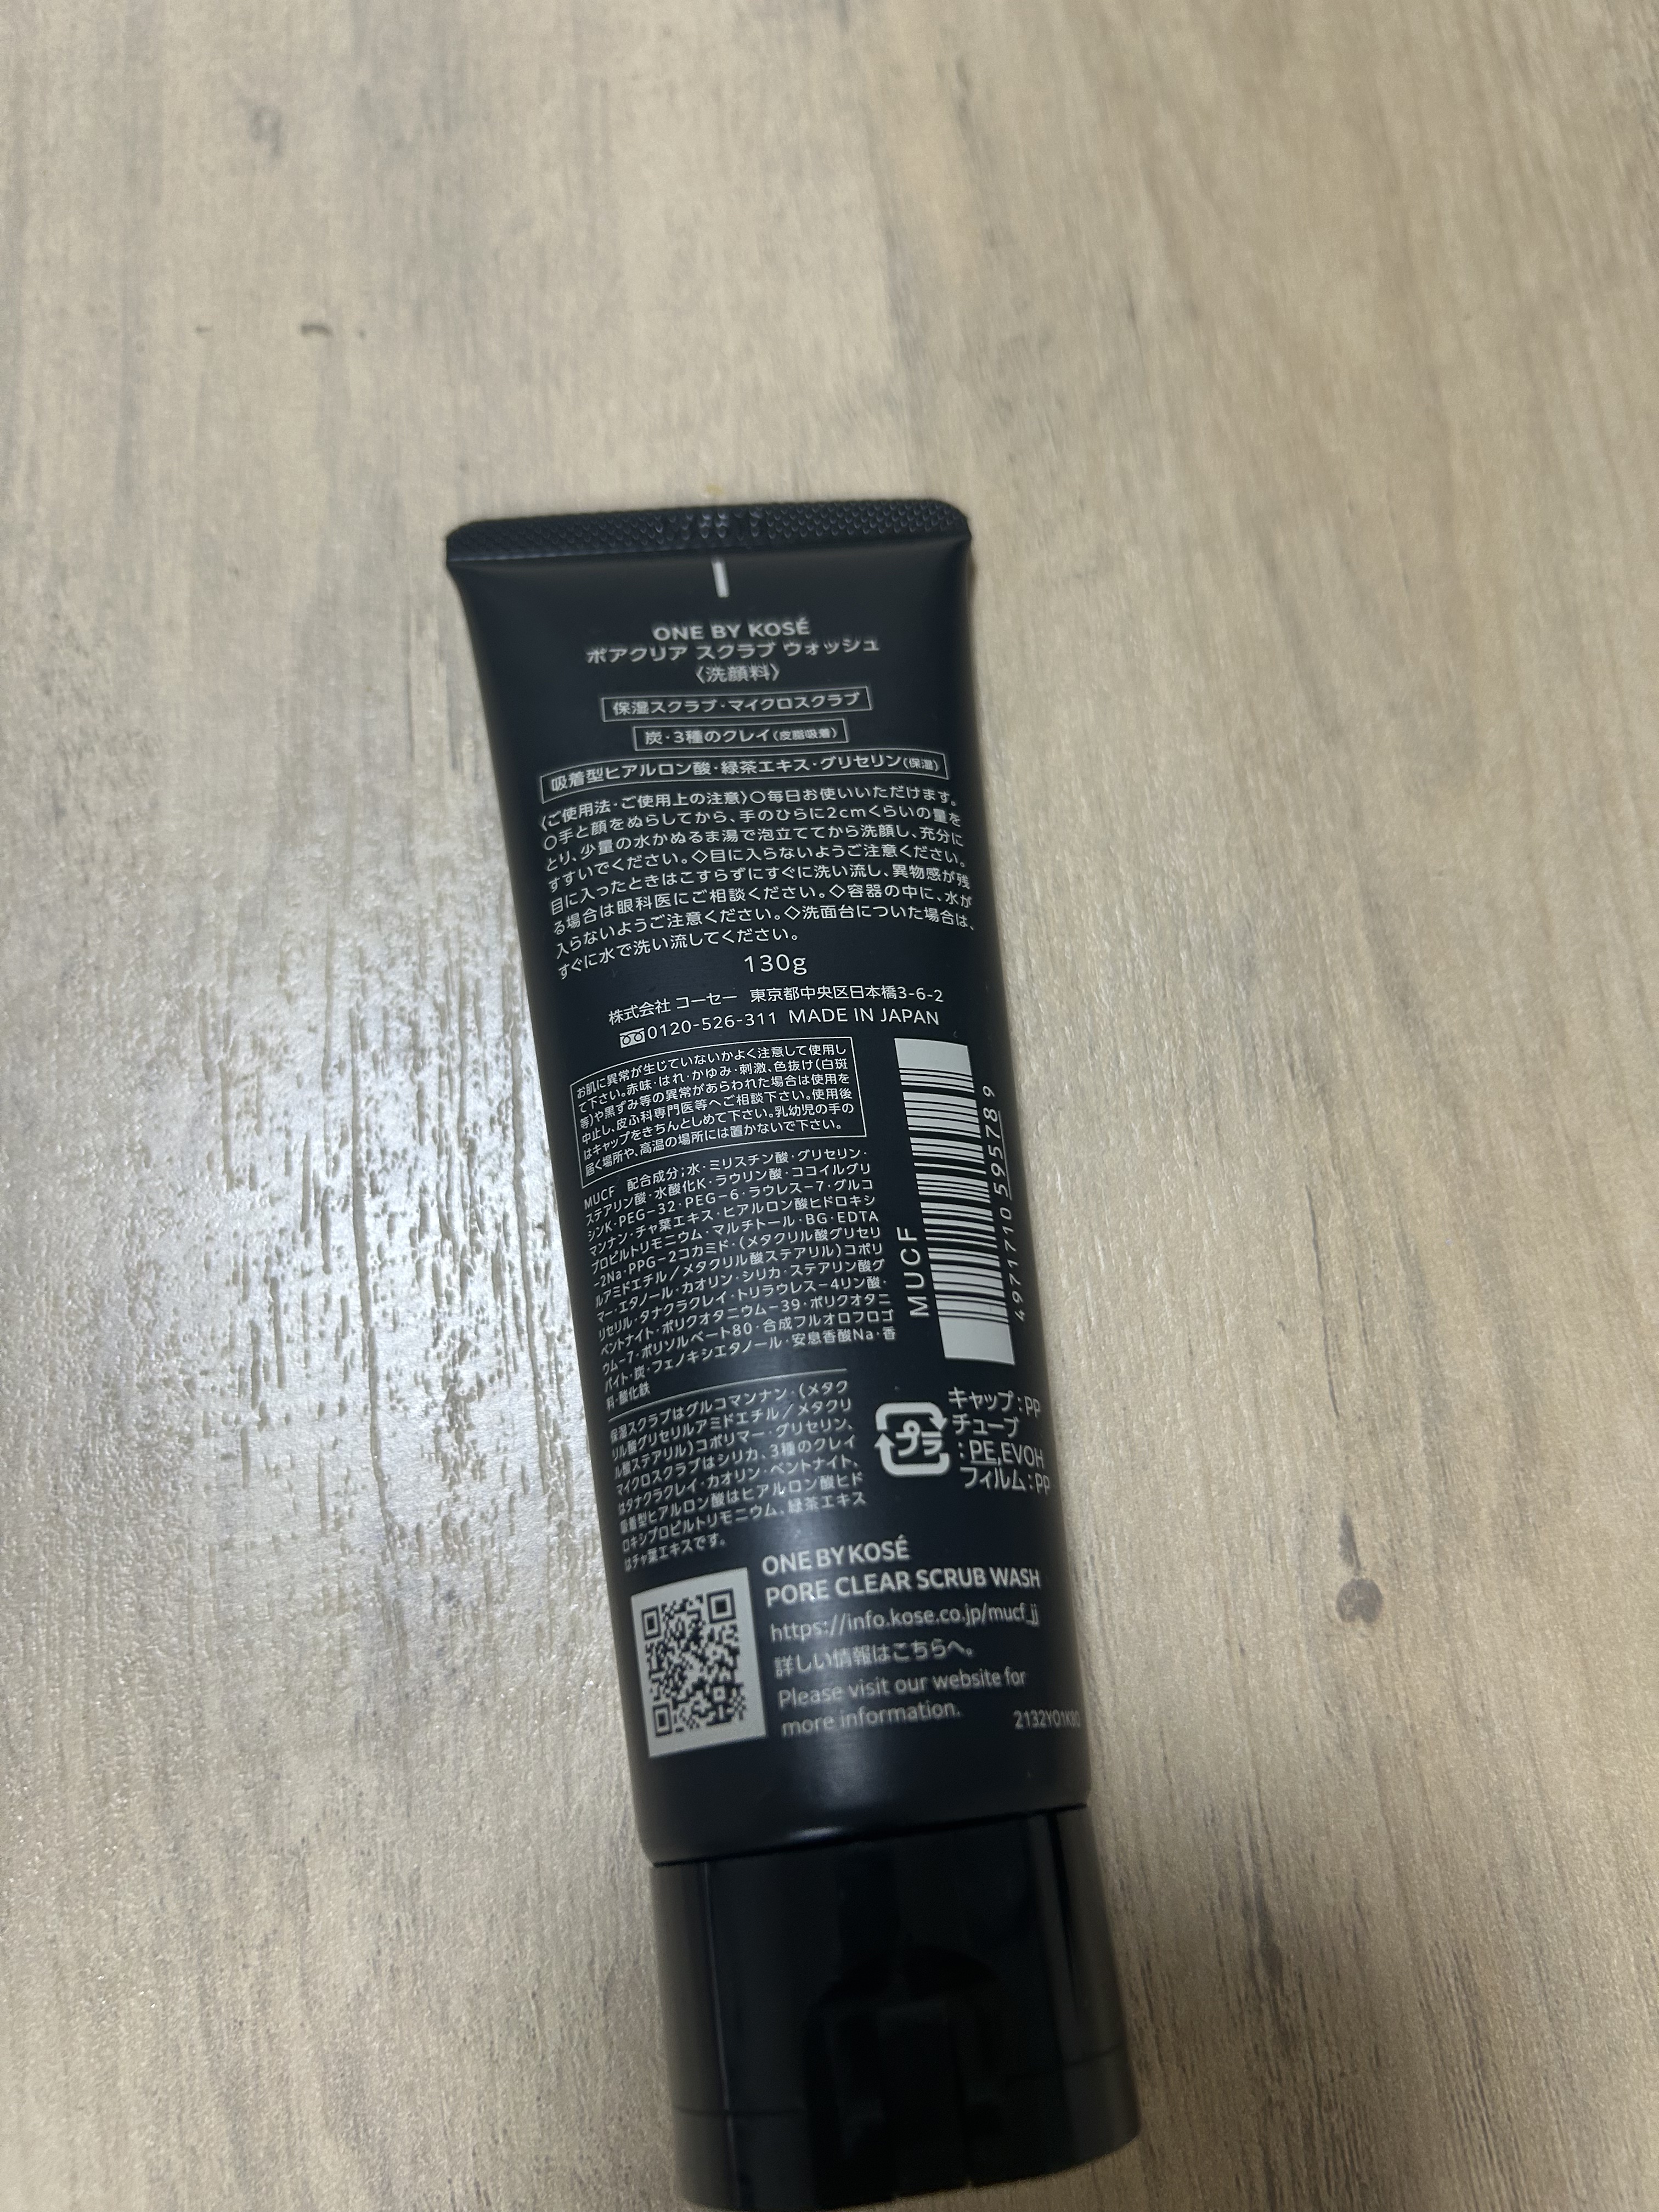 ONE BY KOSÉ
ポアクリア スクラブ ウォッシュ
〈洗顔料〉
保湿スクラブ・マイクロスクラブ
炭・3種のクレイ(皮脂吸着)
吸着型ヒアルロン酸・緑茶エキス・グリセリン(保湿)
〈ご使用法・ご使用上の注意〉○毎日お使いいただけます。
○手と顔をぬらしてから、手のひらに2cmくらいの量を
とり、少量の水かぬるま湯で泡立ててから洗顔し、充分に
すすいでください。◇目に入らないようご注意ください。
目に入ったときはこすらずにすぐに洗い流し、異物感が残
る場合は眼科医にご相談ください。◇容器の中に、水が
入らないようご注意ください。◇洗面台についた場合は、
すぐに水で洗い流してください。
130g
株式会社 コーセー 東京都中央区日本橋3-6-2
0120-526-311 MADE IN JAPAN
お肌に異常が生じていないかよく注意して使用し
て下さい。赤味・はれ・かゆみ・刺激、色抜け(白斑
等)や黒ずみ等の異常があらわれた場合は使用を
中止し、皮ふ科専門医等へご相談下さい。使用後
はキャップをきちんとしめて下さい。乳幼児の手の
届く場所や、高温の場所には置かないで下さい。
MUCF 配合成分;水・ミリスチン酸・グリセリン・
ステアリン酸・水酸化K・ラウリン酸・ココイルグリ
シンK・PEG－32・PEG－6・ラウレス－7・グルコ
マンナン・チャ葉エキス・ヒアルロン酸ヒドロキシ
プロピルトリモニウム・マルチトール・BG・EDTA
－2Na・PPG－2コカミド・(メタクリル酸グリセリ
ルアミドエチル／メタクリル酸ステアリル)コポリ
マー・エタノール・カオリン・シリカ・ステアリン酸グ
リセリル・タナクラクレイ・トリラウレス－4リン酸・
ベントナイト・ポリクオタニウム－39・ポリクオタニ
ウム－7・ポリソルベート80・合成フルオロフロゴ
パイト・炭・フェノキシエタノール・安息香酸Na・香
料・酸化鉄
保湿スクラブはグルコマンナン・(メタク
リル酸グリセリルアミドエチル／メタクリ
ル酸ステアリル)コポリマー・グリセリン、
マイクロスクラブはシリカ、3種のクレイ
はタナクラクレイ・カオリン・ベントナイト、
吸着型ヒアルロン酸はヒアルロン酸ヒド
ロキシプロピルトリモニウム、緑茶エキス
はチャ葉エキスです。
MUCF
4971710595789
プラ
キャップ:PP
チューブ
:PE,EVOH
フィルム:PP
ONE BY KOSÉ
PORE CLEAR SCRUB WASH
https://info.kose.co.jp/mucf_jj
詳しい情報はこちらへ。
Please visit our website for
more information.